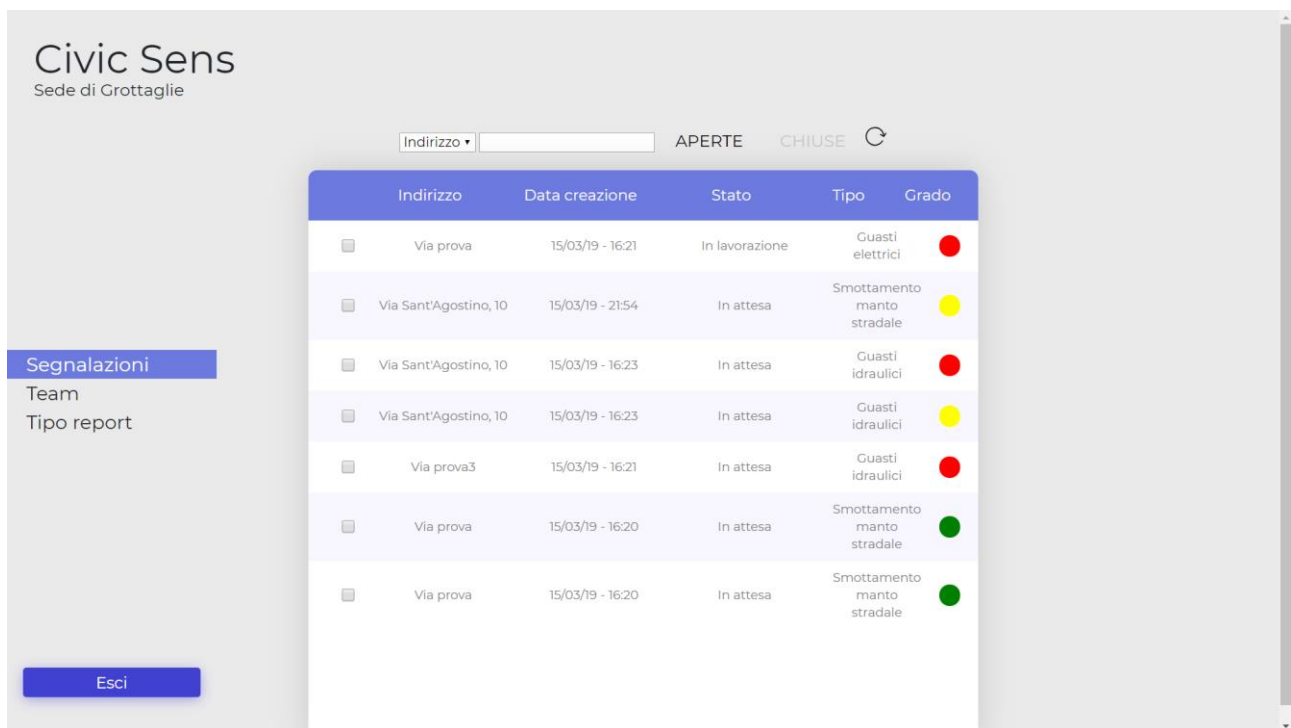 Civic Sens
Sede di Grottaglie
Indirizzo
APERTE CHIUSE
Indirizzo Data creazione Stato Tipo Grado
Via prova 15/03/19 - 16:21 In lavorazione Guasti
elettrici
Via Sant'Agostino, 10 15/03/19 - 21:54 In attesa Smottamento
manto
stradale
Via Sant'Agostino, 10 15/03/19 - 16:23 In attesa Guasti
idraulici
Via Sant'Agostino, 10 15/03/19 - 16:23 In attesa Guasti
idraulici
Via prova3 15/03/19 - 16:21 In attesa Guasti
idraulici
Via prova 15/03/19 - 16:20 In attesa Smottamento
manto
stradale
Via prova 15/03/19 - 16:20 In attesa Smottamento
manto
stradale
Segnalazioni
Team
Tipo report
Esci